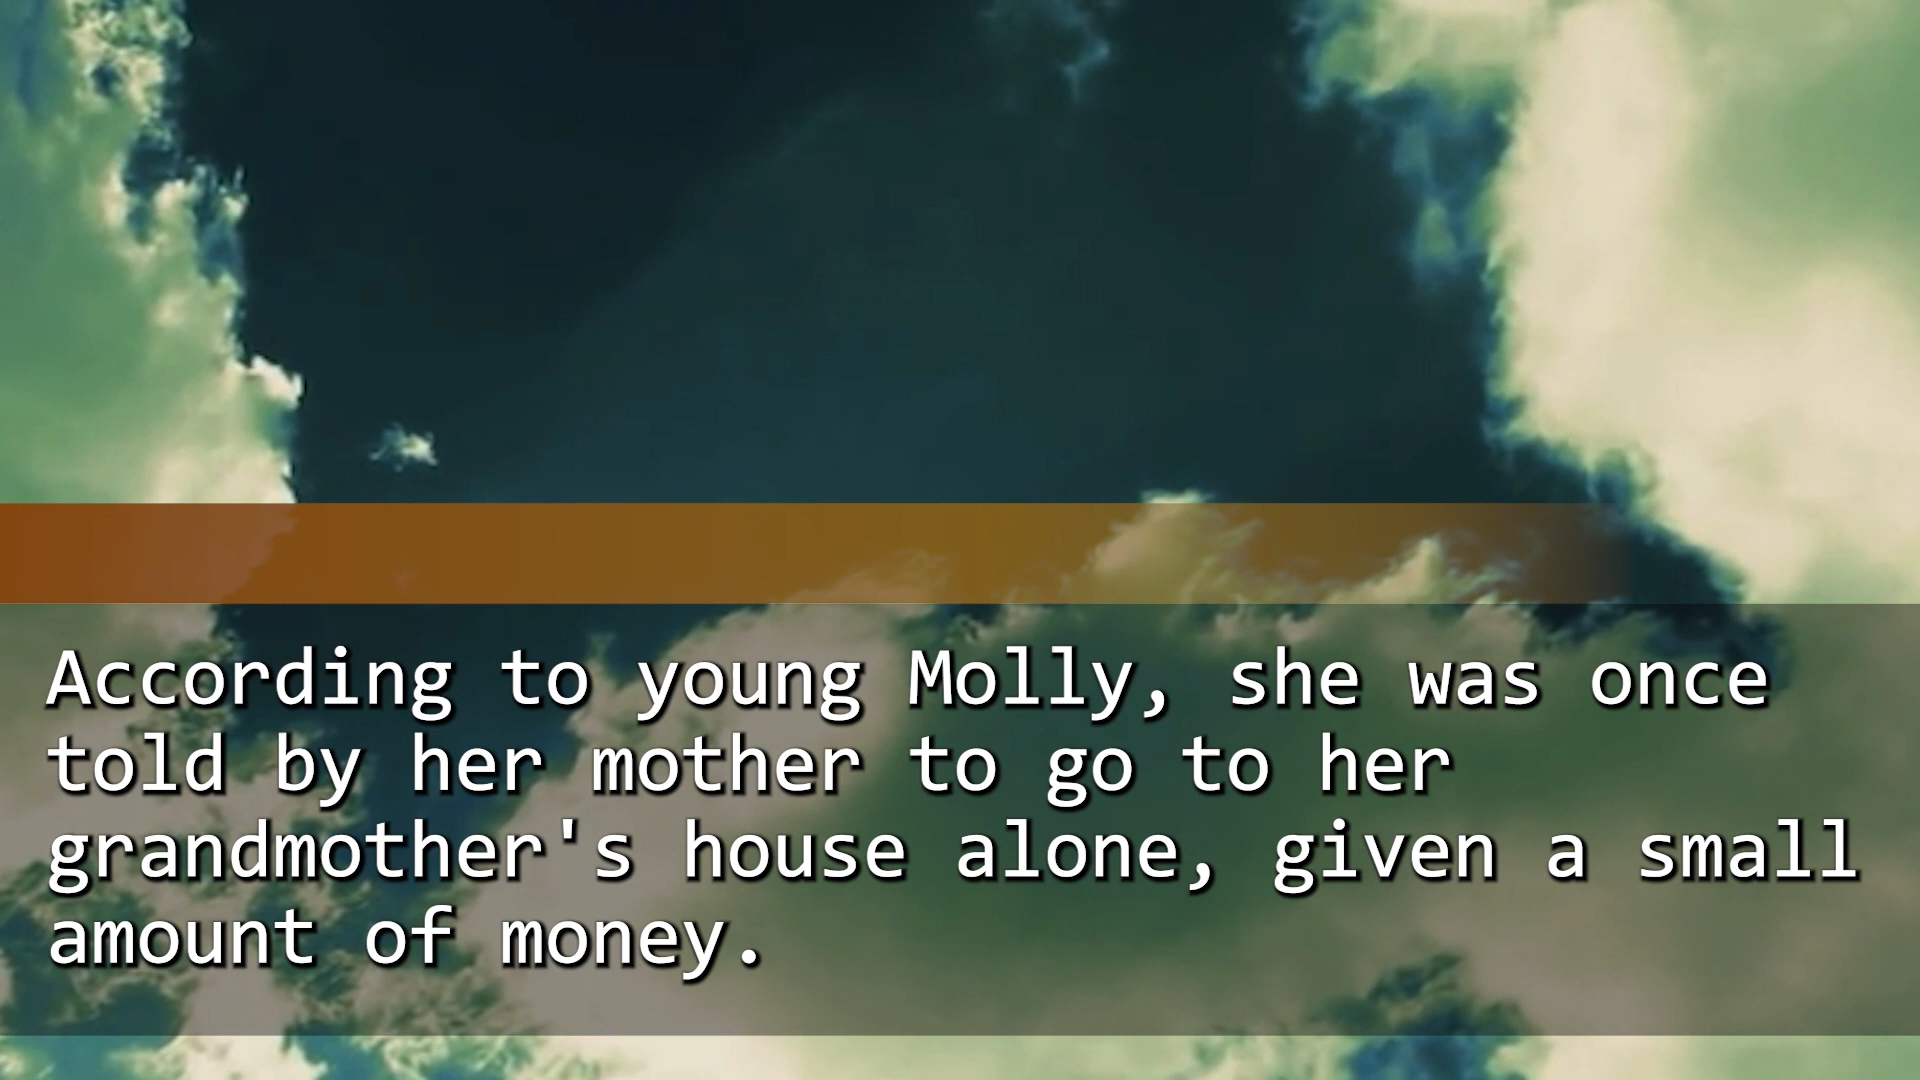 According to young Molly, she was once
told by her mother to go to her
grandmother's house alone, given a small
amount of money.